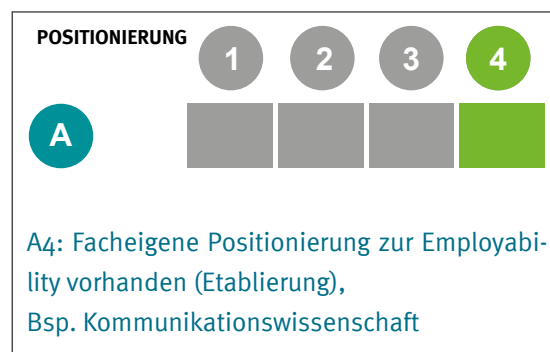 POSITIONIERUNG 1 2 3 4
A
A4: Facheigene Positionierung zur Employabi-
lity vorhanden (Etablierung),
Bsp. Kommunikationswissenschaft